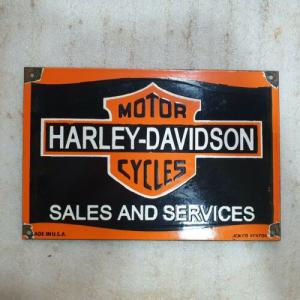 MOTOR
HARLEY-DAVIDSON
CYCLES
SALES AND SERVICES
MADE IN U.S.A.